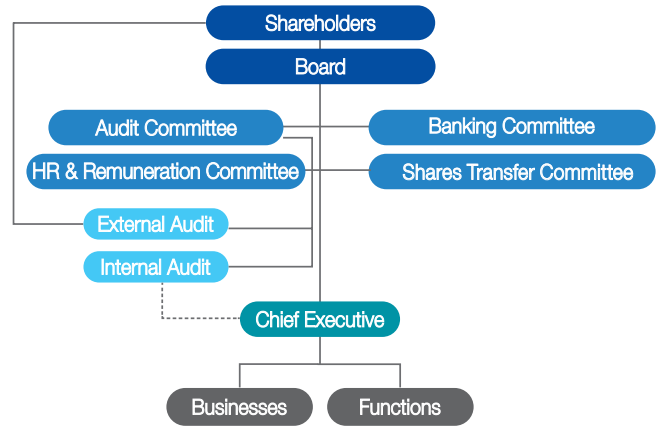 Shareholders
Board
Audit Committee
Banking Committee
HR & Remuneration Committee
Shares Transfer Committee
External Audit
Internal Audit
Chief Executive
Businesses
Functions